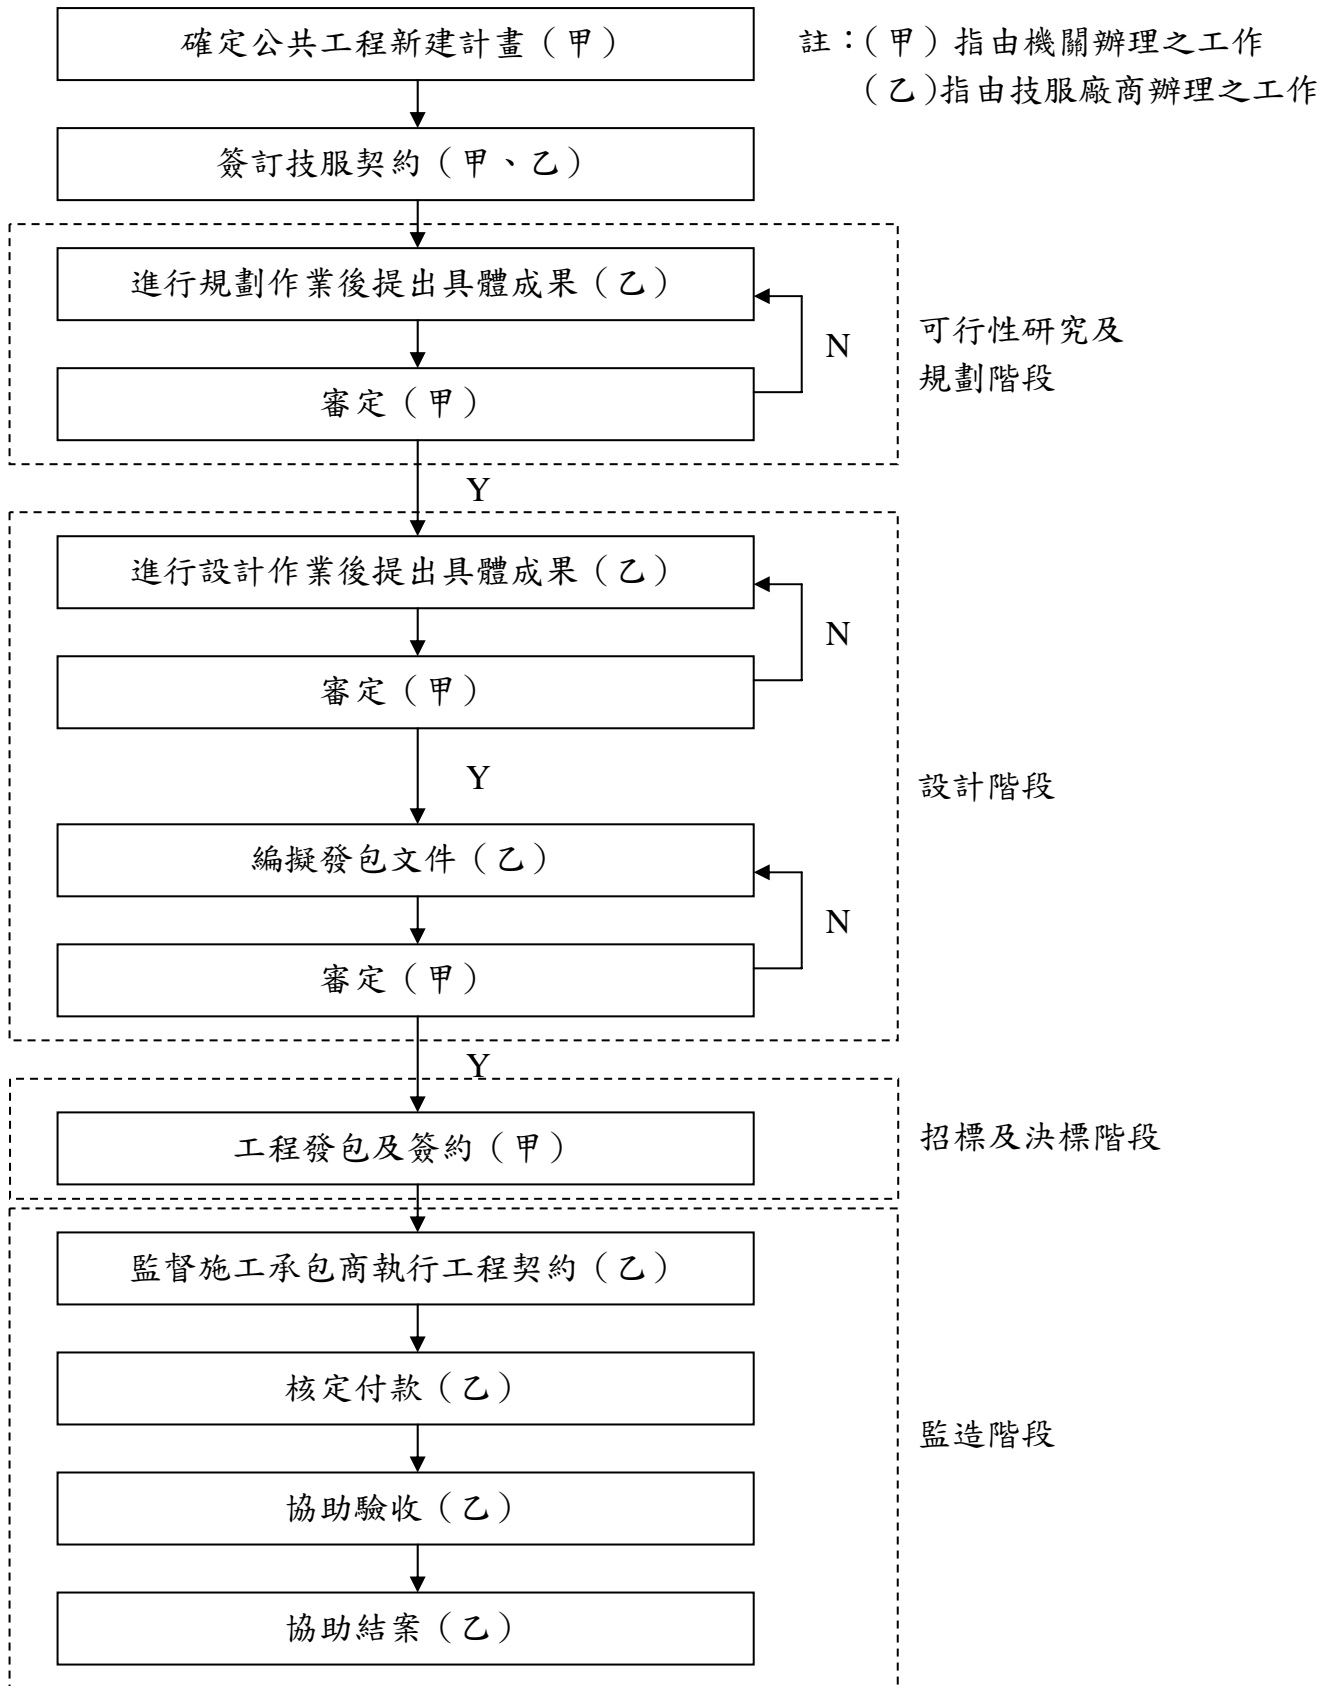 確定公共工程新建計畫（甲）
註：（甲）指由機關辦理之工作
（乙）指由技服廠商辦理之工作
簽訂技服契約（甲、乙）
進行規劃作業後提出具體成果（乙）
N
可行性研究及
規劃階段
審定（甲）
Y
進行設計作業後提出具體成果（乙）
N
審定（甲）
Y
設計階段
編擬發包文件（乙）
N
審定（甲）
Y
工程發包及簽約（甲）
招標及決標階段
監督施工承包商執行工程契約（乙）
核定付款（乙）
監造階段
協助驗收（乙）
協助結案（乙）